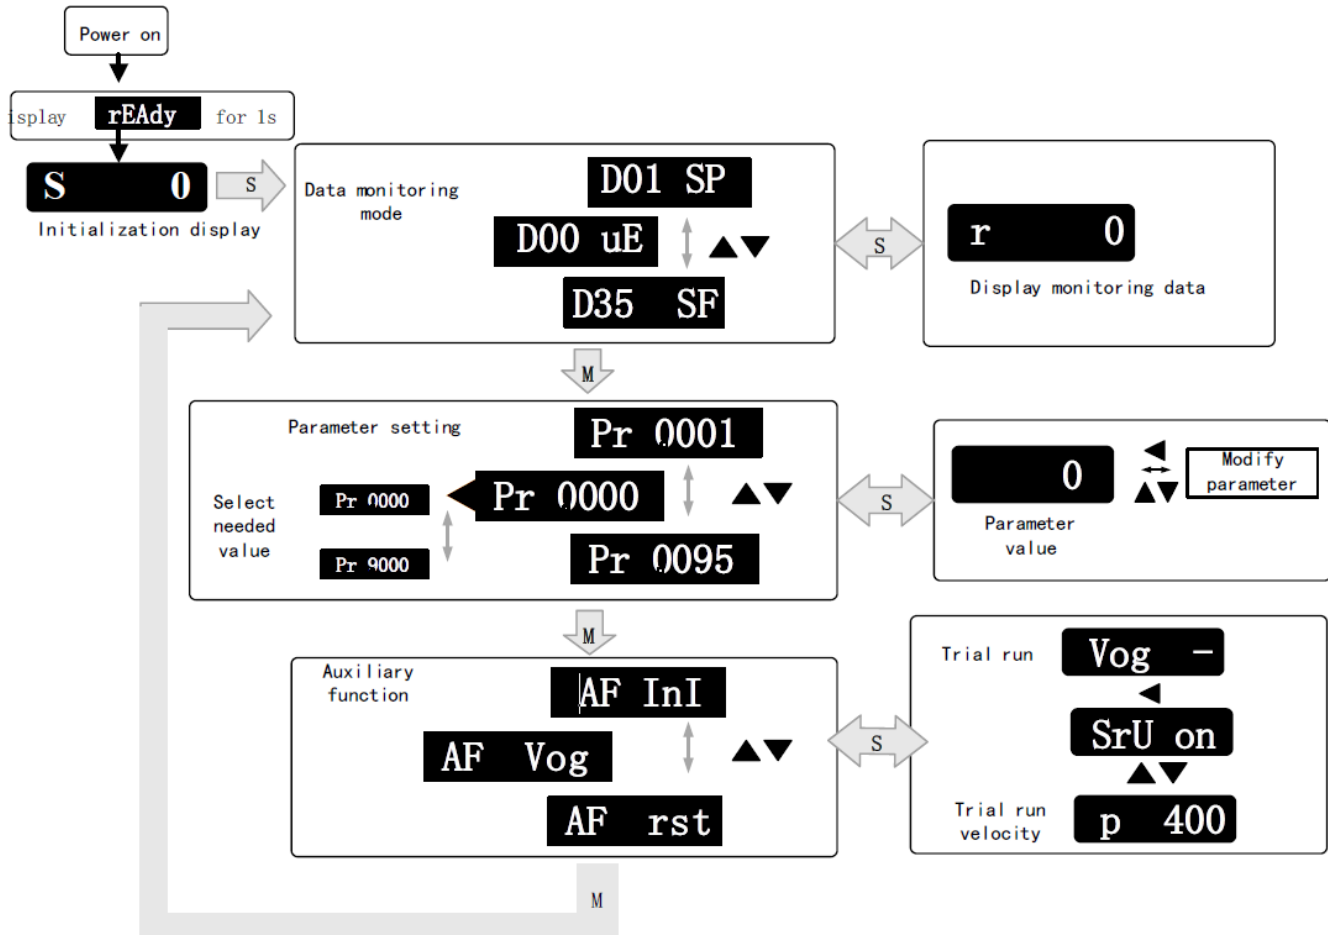 Power on
isplay rEAdy for 1s
S 0
Initialization display
S
Data monitoring
mode
D01 SP
D00 uE
D35 SF
S
r 0
Display monitoring data
M
Parameter setting
Pr 0001
Select
needed
value
Pr 0000
Pr 9000
Pr 0000
Pr 0095
S
0
Modify
parameter
Parameter
value
M
Auxiliary
function
AF InI
AF Vog
AF rst
S
Trial run
Vog －
SrU on
Trial run
velocity
p 400
M